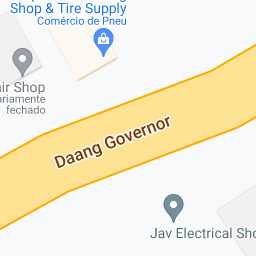 Shop & Tire Supply
Comércio de Pneu
air Shop
ariamente
fechado
Daang Governor
Jav Electrical Sho